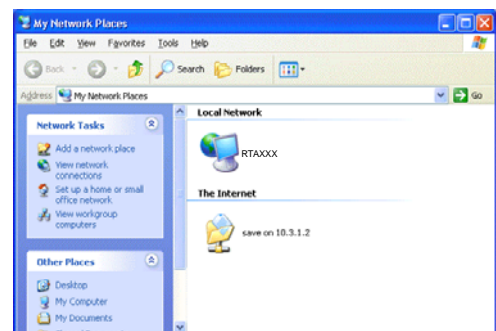 My Network Places
File Edit View Favorites Tools Help
Back Search Folders
Address My Network Places Go
Network Tasks
Add a network place
View network
connections
Set up a home or small
office network
View workgroup
computers
Other Places
Desktop
My Computer
My Documents
Local Network
RTAXXX
The Internet
save on 10.3.1.2